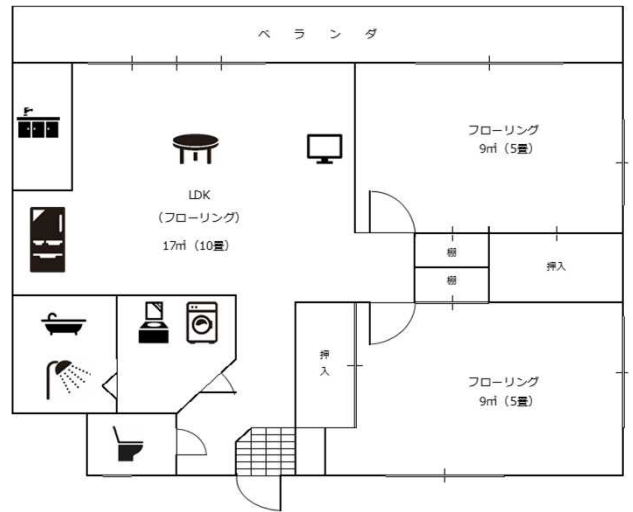 ベランダ
フローリング
9㎡（5畳）
LDK
（フローリング）
17㎡（10畳）
棚
押入
棚
押
入
フローリング
9㎡（5畳）